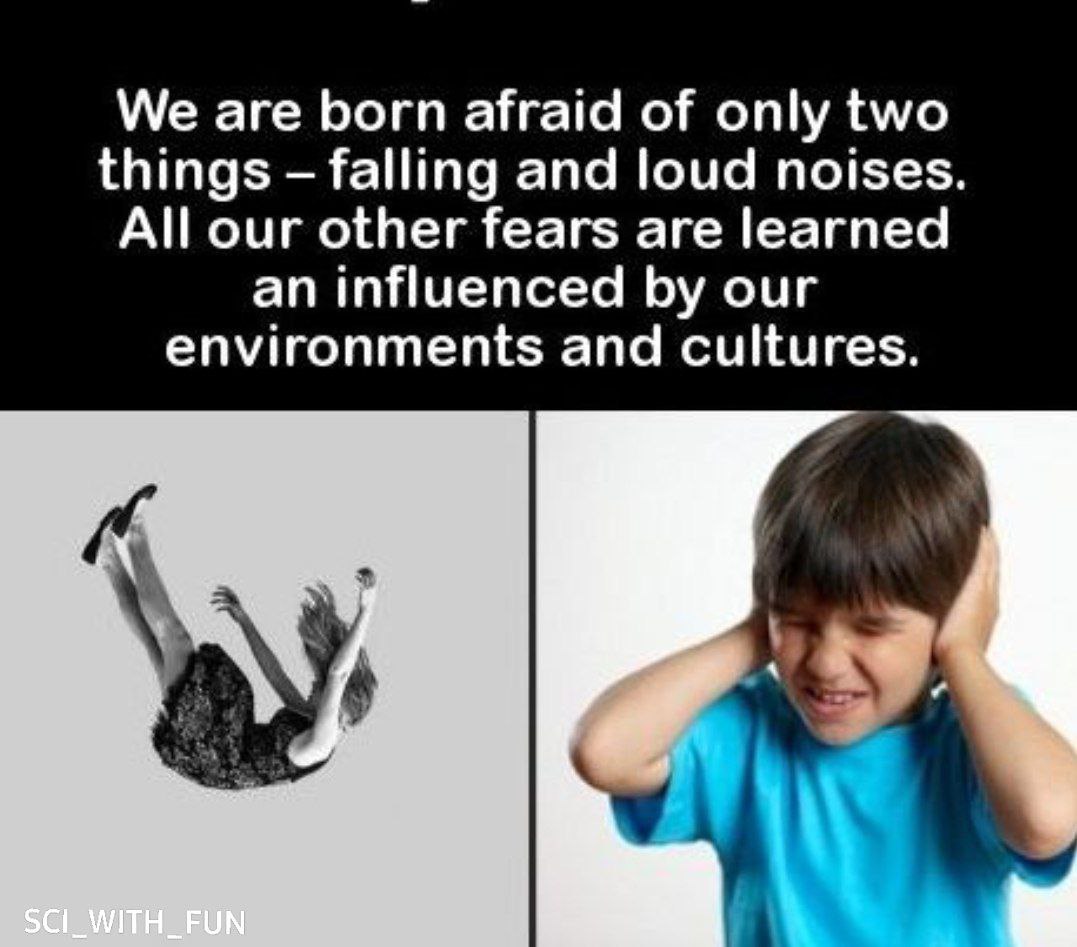 We are born afraid of only two
things – falling and loud noises.
All our other fears are learned
an influenced by our
environments and cultures.
SCI_WITH_FUN